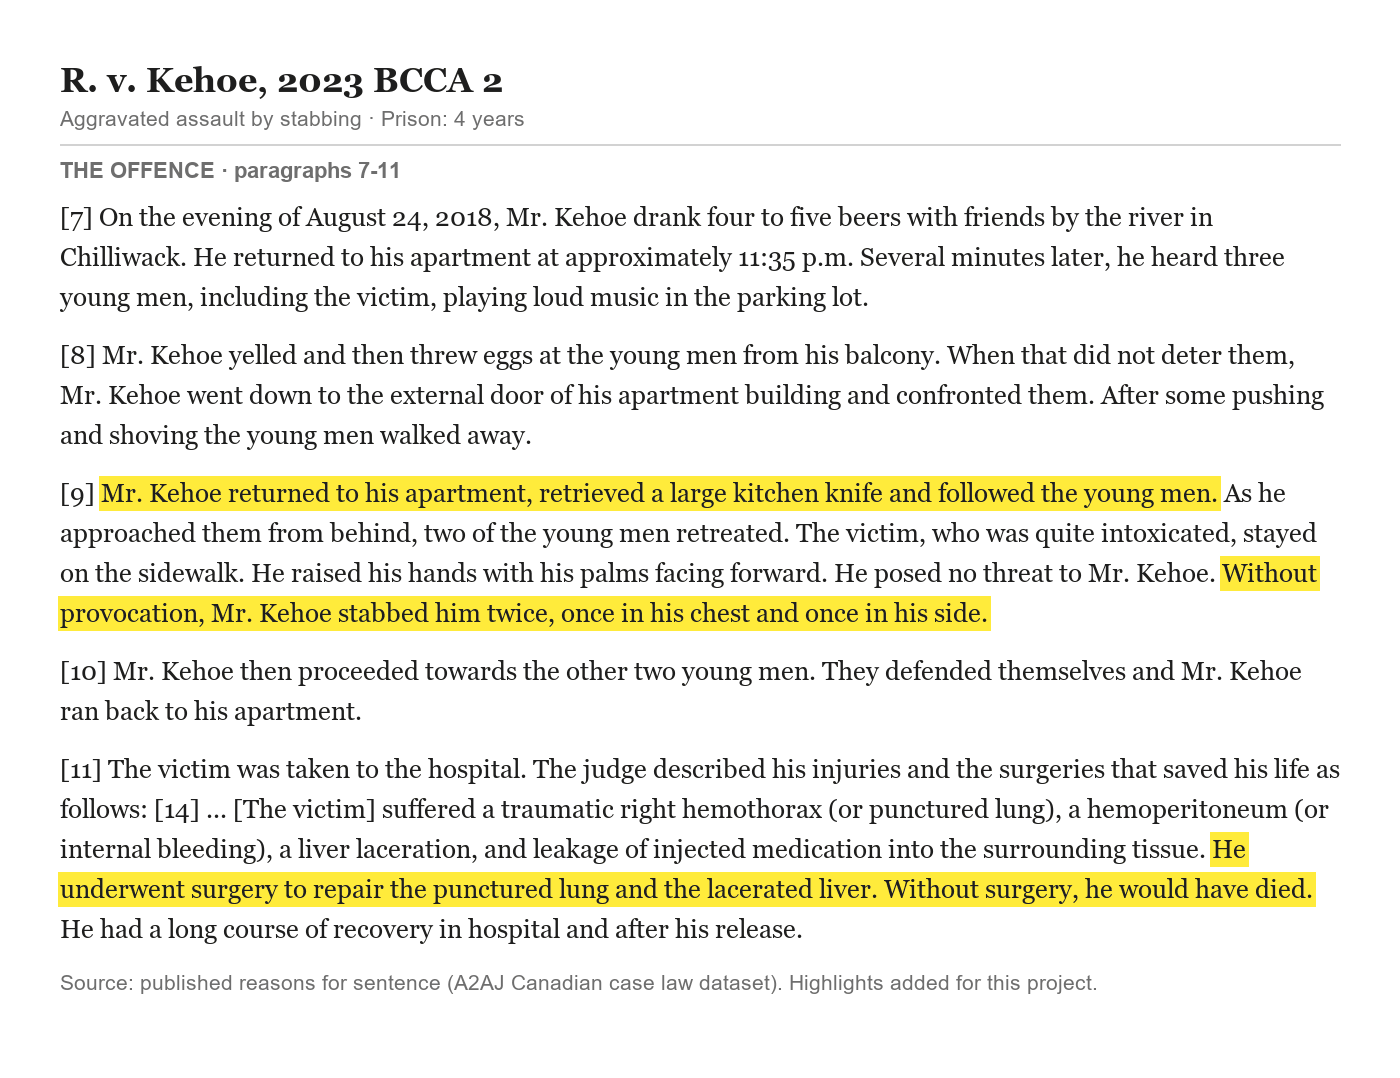 R. v. Kehoe, 2023 BCCA 2
Aggravated assault by stabbing · Prison: 4 years
THE OFFENCE · paragraphs 7-11
[7] On the evening of August 24, 2018, Mr. Kehoe drank four to five beers with friends by the river in
Chilliwack. He returned to his apartment at approximately 11:35 p.m. Several minutes later, he heard three
young men, including the victim, playing loud music in the parking lot.
[8] Mr. Kehoe yelled and then threw eggs at the young men from his balcony. When that did not deter them,
Mr. Kehoe went down to the external door of his apartment building and confronted them. After some pushing
and shoving the young men walked away.
[9] Mr. Kehoe returned to his apartment, retrieved a large kitchen knife and followed the young men. As he
approached them from behind, two of the young men retreated. The victim, who was quite intoxicated, stayed
on the sidewalk. He raised his hands with his palms facing forward. He posed no threat to Mr. Kehoe. Without
provocation, Mr. Kehoe stabbed him twice, once in his chest and once in his side.
[10] Mr. Kehoe then proceeded towards the other two young men. They defended themselves and Mr. Kehoe
ran back to his apartment.
[11] The victim was taken to the hospital. The judge described his injuries and the surgeries that saved his life as
follows: [14] ... [The victim] suffered a traumatic right hemothorax (or punctured lung), a hemoperitoneum (or
internal bleeding), a liver laceration, and leakage of injected medication into the surrounding tissue. He
underwent surgery to repair the punctured lung and the lacerated liver. Without surgery, he would have died.
He had a long course of recovery in hospital and after his release.
Source: published reasons for sentence (A2AJ Canadian case law dataset). Highlights added for this project.